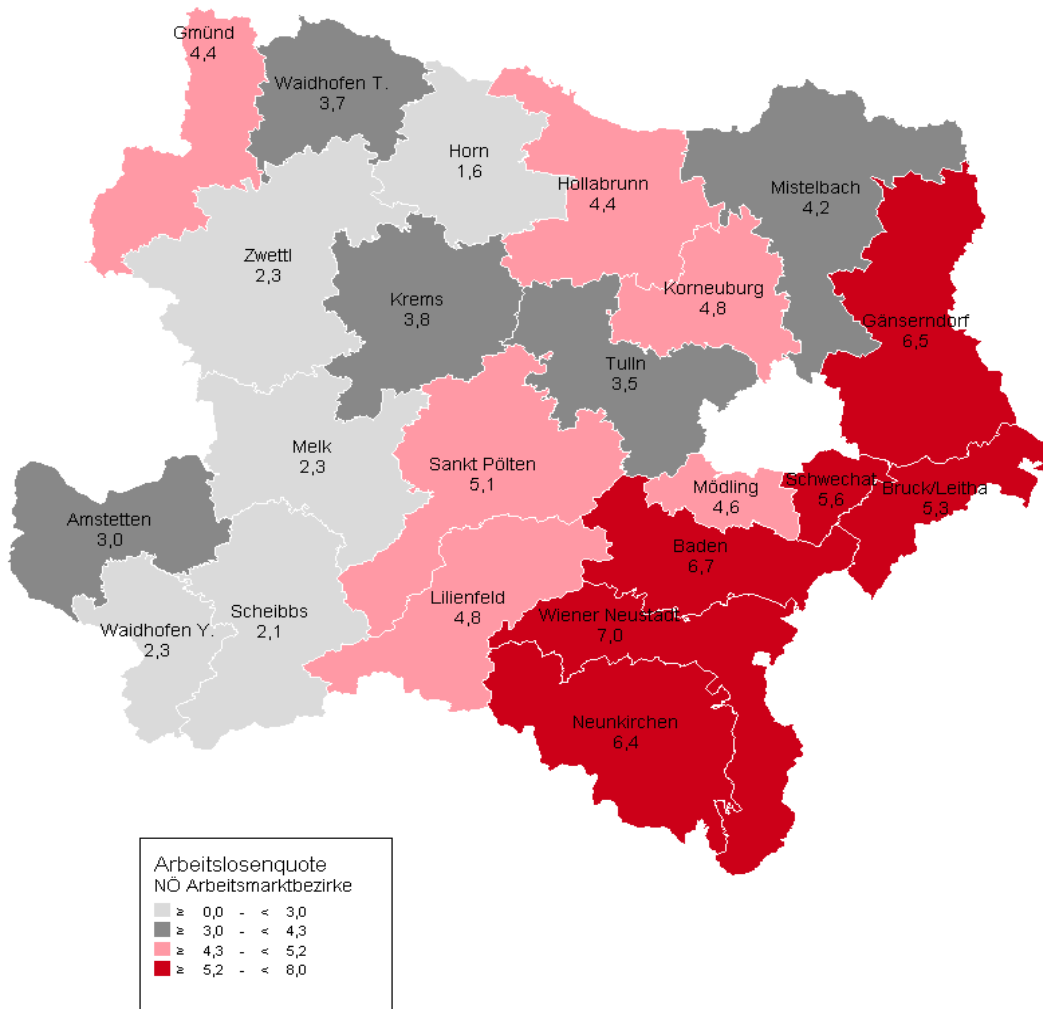 Gmünd
4,4
Waidhofen T.
3,7
Horn
1,6
Hollabrunn
4,4
Mistelbach
4,2
Zwettl
2,3
Krems
3,8
Korneuburg
4,8
Gänserndorf
6,5
Tulln
3,5
Melk
2,3
Sankt Pölten
5,1
Mödling
4,6
Schwechat
5,6
Bruck/Leitha
5,3
Amstetten
3,0
Baden
6,7
Scheibbs
2,1
Lilienfeld
4,8
Wiener Neustadt
7,0
Waidhofen Y.
2,3
Neunkirchen
6,4
Arbeitslosenquote
NÖ Arbeitsmarktbezirke
≥ 0,0 - < 3,0
≥ 3,0 - < 4,3
≥ 4,3 - < 5,2
≥ 5,2 - < 8,0